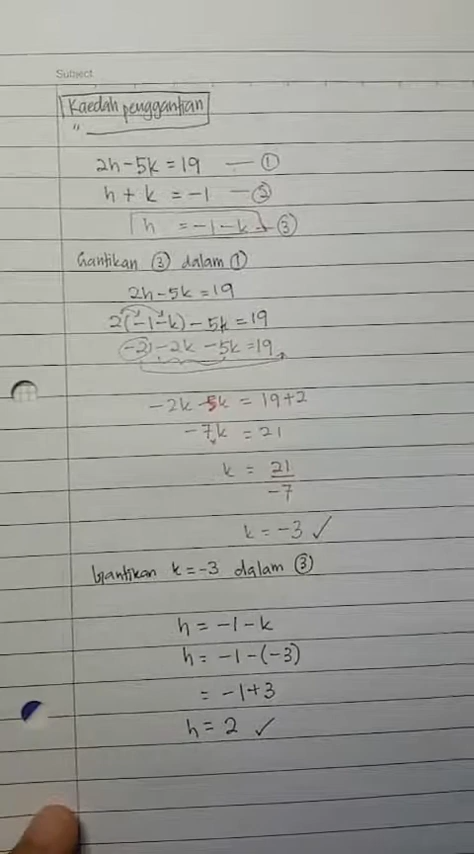 Subject
Kaedah penggantian
"
2h - 5k = 19 — ①
h + k = -1 — ②
h = -1 - k — ③
Gantikan ③ dalam ①
2h - 5k = 19
2(-1-k) - 5k = 19
-2 - 2k - 5k = 19
-2k - 5k = 19+2
-7k = 21
k = 21/-7
k = -3 ✓
Gantikan k = -3 dalam ③
h = -1 - k
h = -1 - (-3)
= -1+3
h = 2 ✓